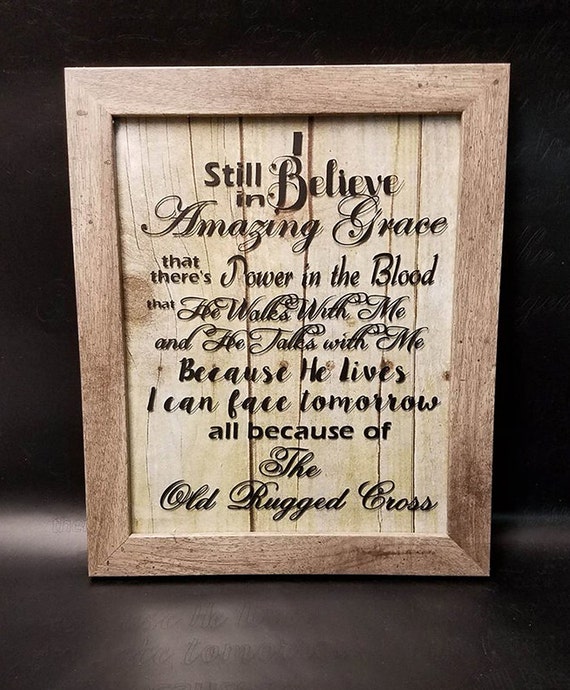 I
Still Believe
in
Amazing Grace
that
there's Power in the Blood
that He Walks With Me
and He Talks with Me
Because He lives
I can face tomorrow
all because of
The
Old Rugged Cross